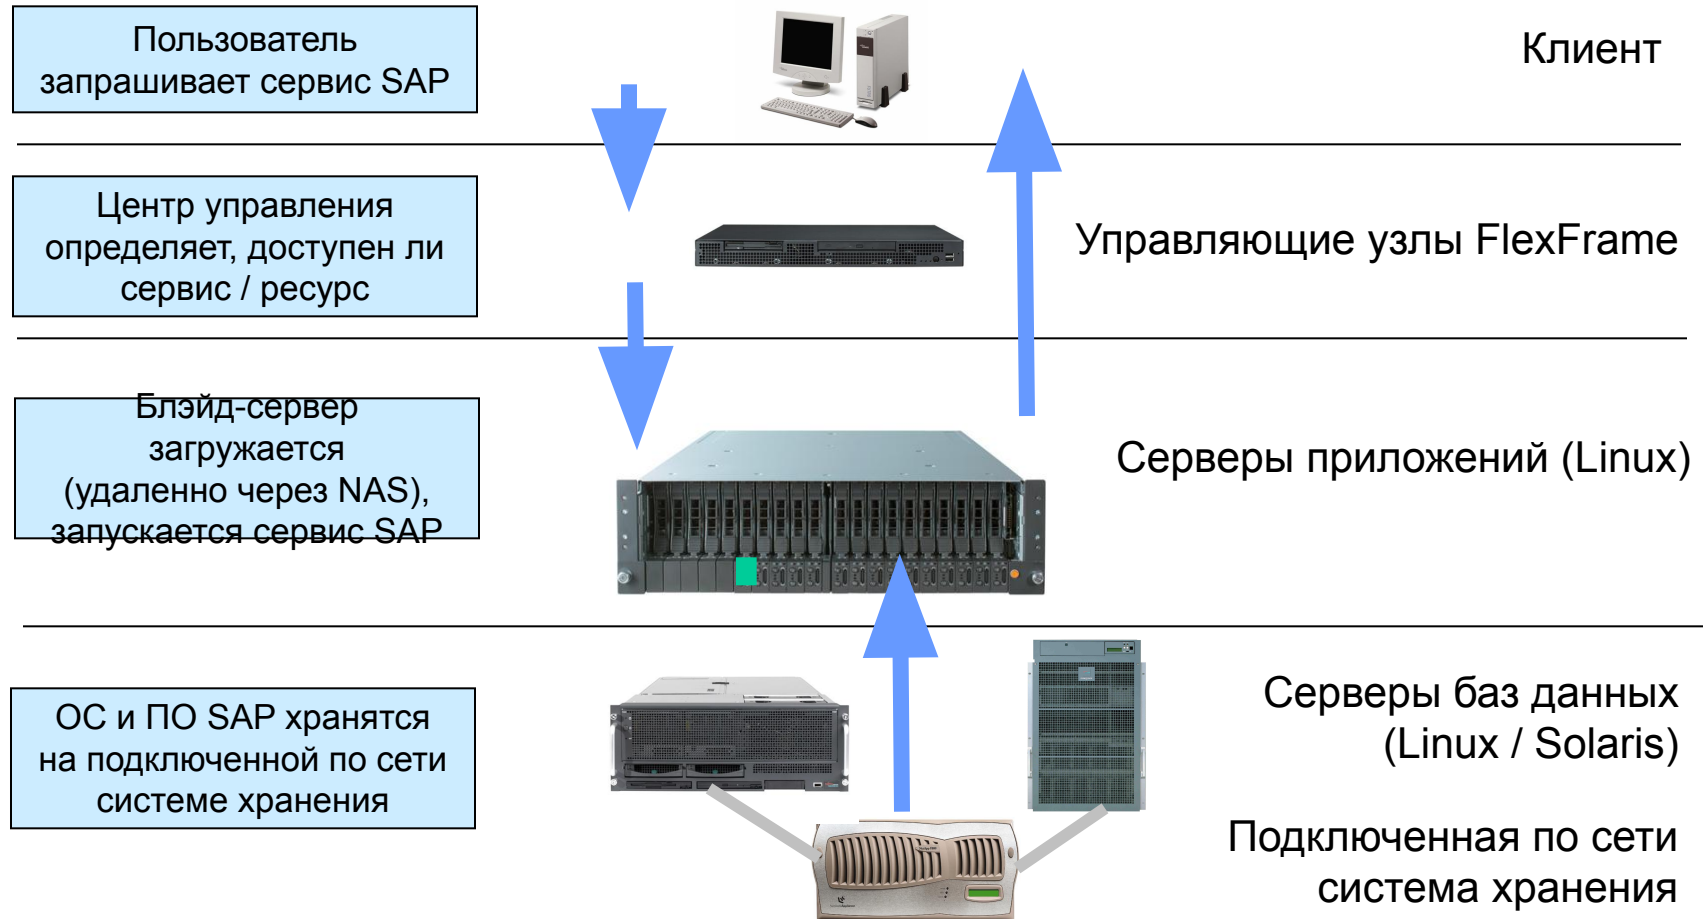 Пользователь
запрашивает сервис SAP
Клиент
Центр управления
определяет, доступен ли
сервис / ресурс
Управляющие узлы FlexFrame
Блэйд-сервер
загружается
(удаленно через NAS),
запускается сервис SAP
Серверы приложений (Linux)
ОС и ПО SAP хранятся
на подключенной по сети
системе хранения
Серверы баз данных
(Linux / Solaris)
Подключенная по сети
система хранения